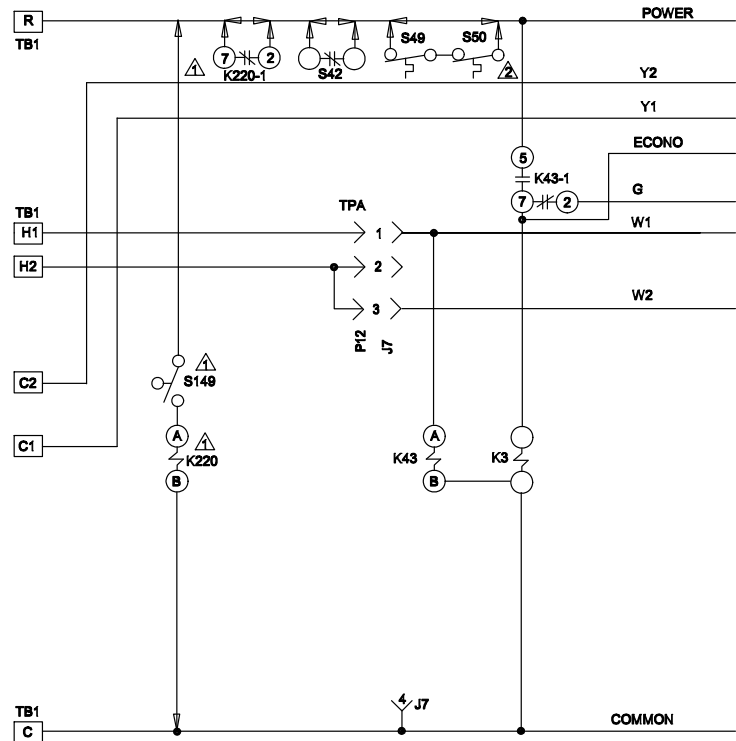 R
POWER
TB1
S49
S50
7
2
1
K220-1
S42
2
Y2
Y1
ECONO
5
K43-1
G
7
2
TB1
TPA
H1
1
W1
H2
2
3
W2
P12
J7
1
S149
C2
A
1
A
C1
K220
K43
K3
B
B
4
J7
TB1
C
COMMON